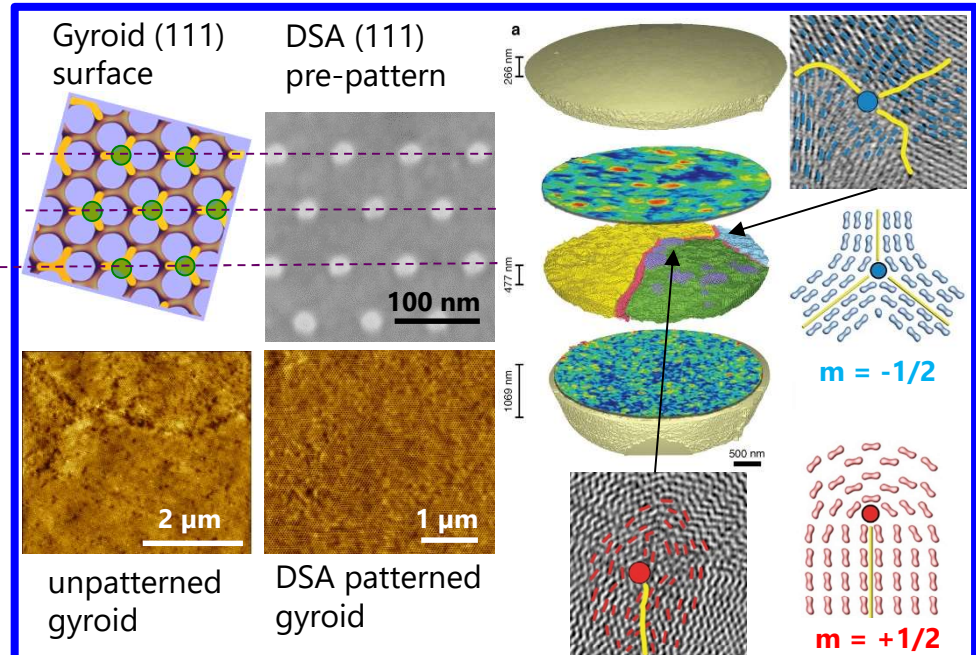 Gyroid (111)
surface
DSA (111)
pre-pattern
100 nm
2 µm
1 µm
unpatterned
gyroid
DSA patterned
gyroid
a
266 nm
477 nm
1069 nm
500 nm
m = -1/2
m = +1/2